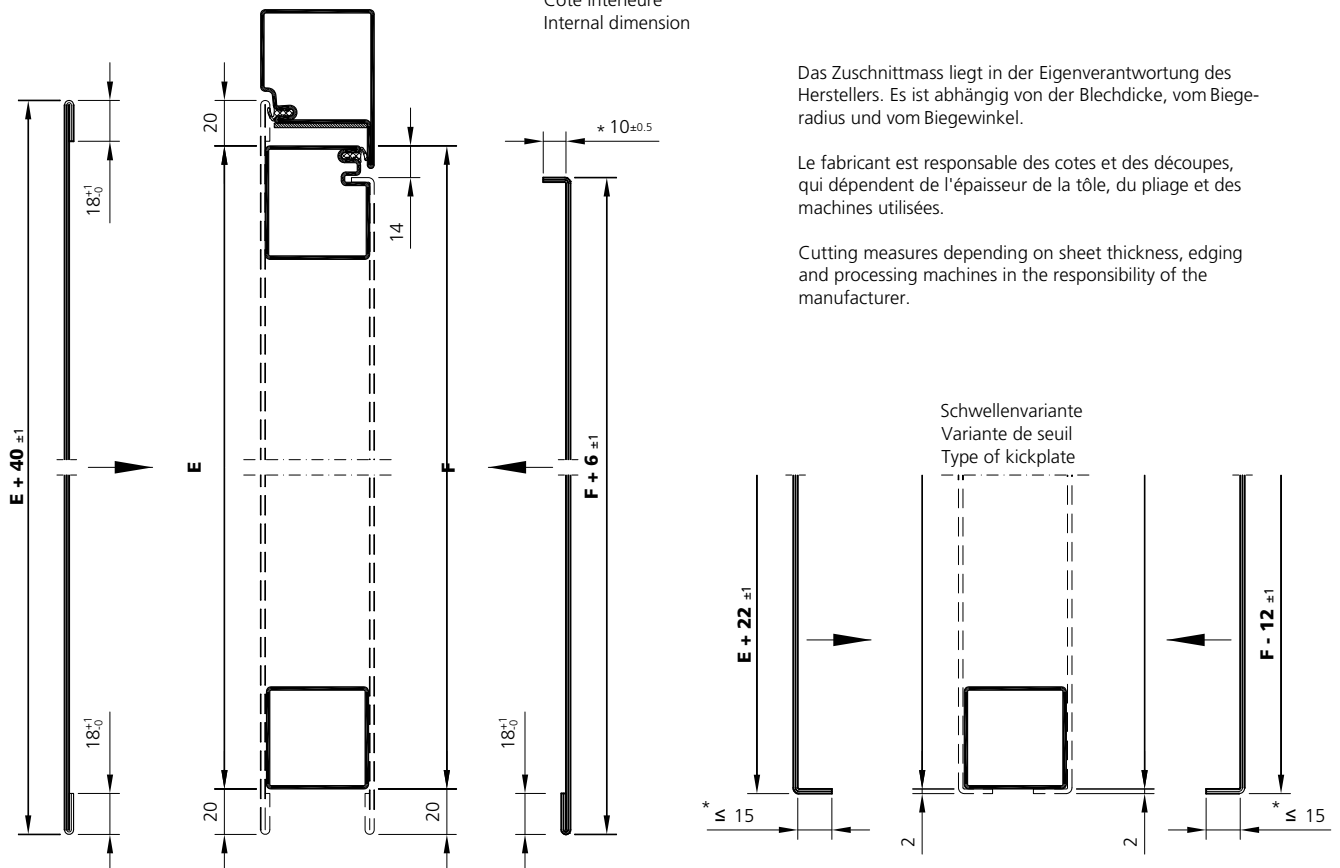 Cote intérieure
Internal dimension
Das Zuschnittmass liegt in der Eigenverantwortung des
Herstellers. Es ist abhängig von der Blechdicke, vom Biege-
radius und vom Biegewinkel.
Le fabricant est responsable des cotes et des découpes,
qui dépendent de l'épaisseur de la tôle, du pliage et des
machines utilisées.
Cutting measures depending on sheet thickness, edging
and processing machines in the responsibility of the
manufacturer.
18 +1 -0
E + 40 ±1
18 +1 -0
20
E
20
14
F
20
* 10±0.5
F + 6 ±1
18 +1 -0
Schwellenvariante
Variante de seuil
Type of kickplate
E + 22 ±1
* ≤ 15
2
2
F - 12 ±1
* ≤ 15